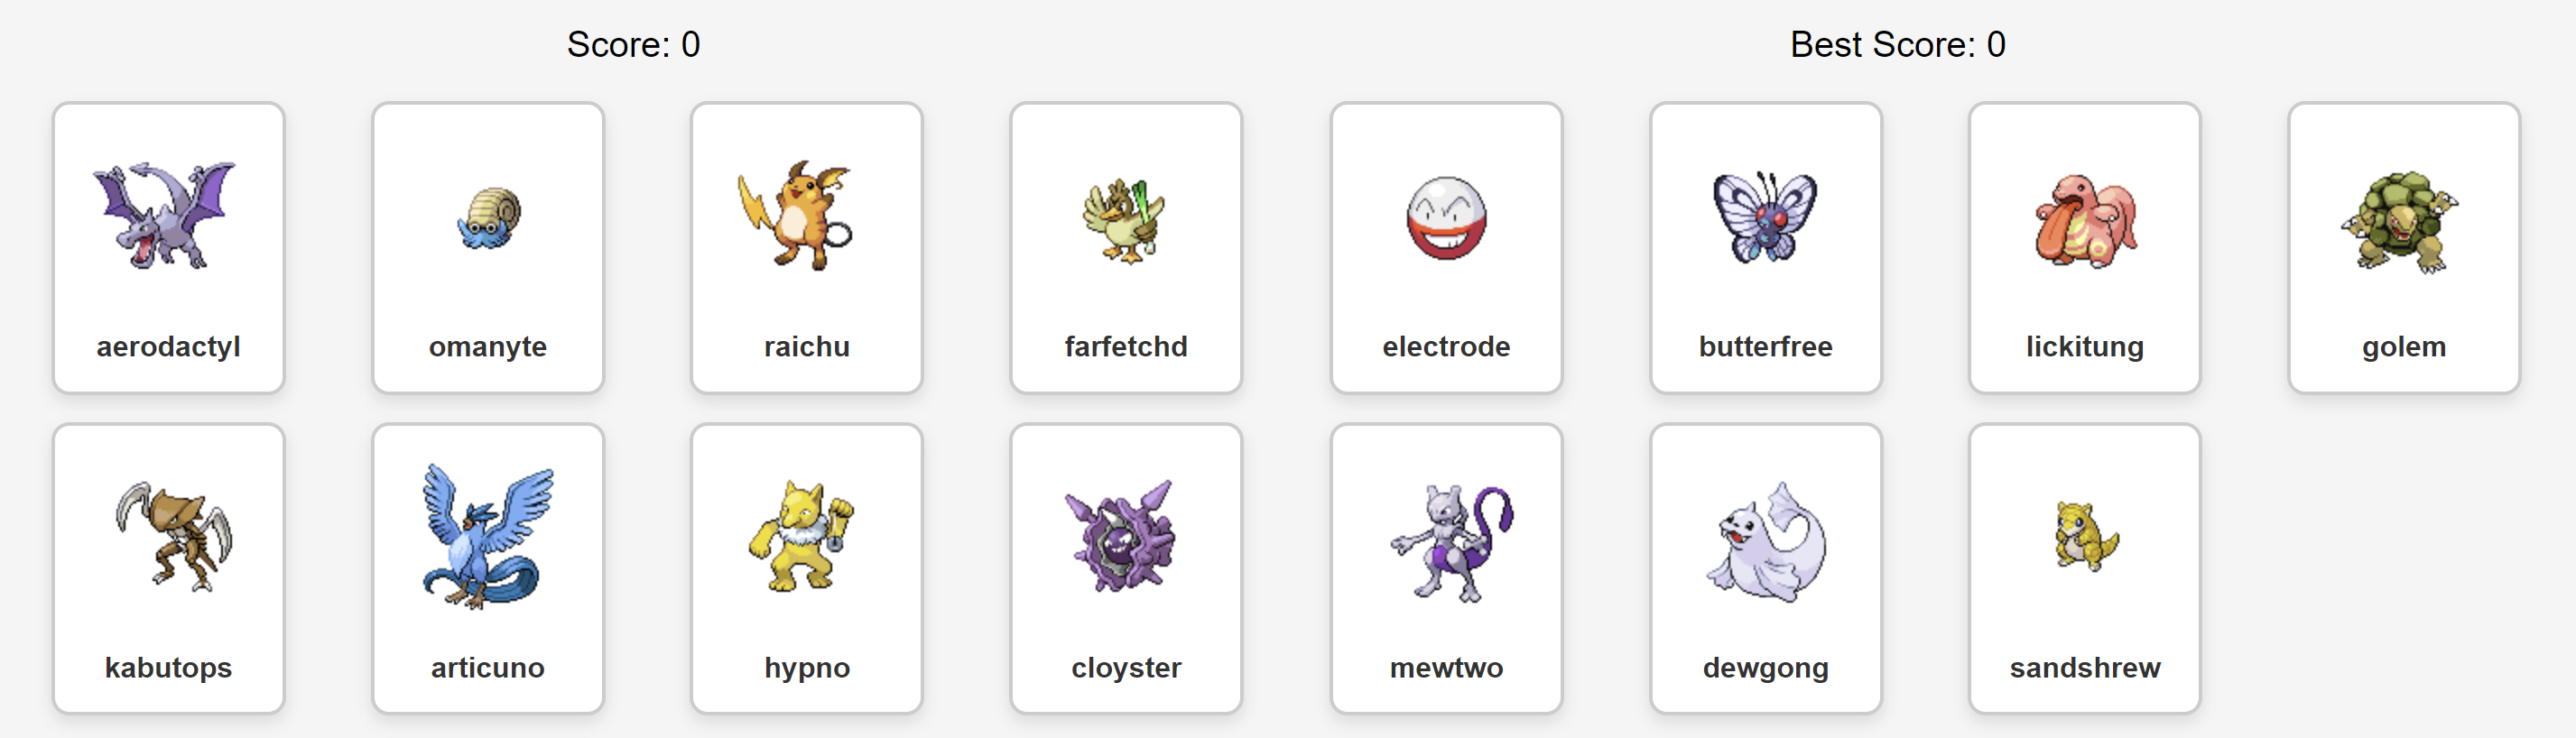 Score: 0 Best Score: 0
aerodactyl omanyte raichu farfetchd electrode butterfree lickitung golem
kabutops articuno hypno cloyster mewtwo dewgong sandshrew